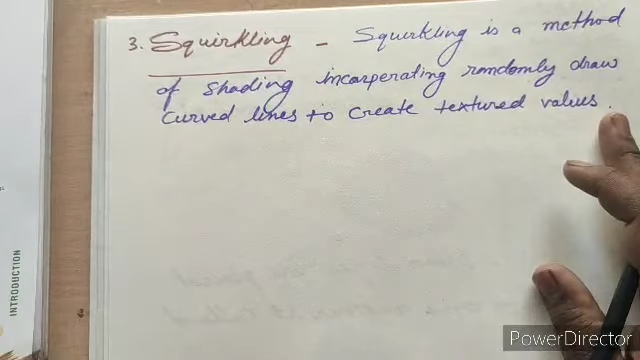 3. Squirkling - Squirkling is a method
of shading incorperating randomly draw
curved lines to create textured values.
INTRODUCTION
PowerDirector